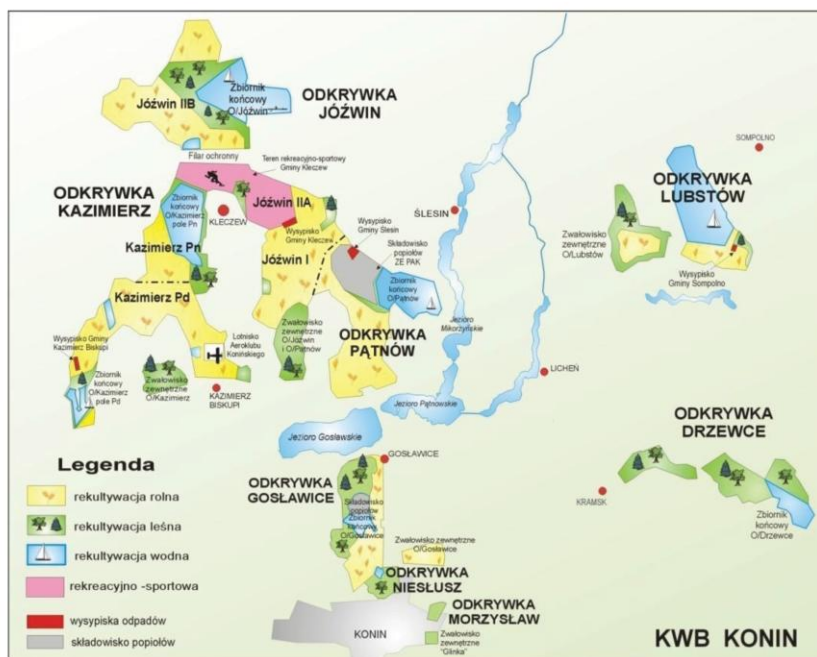 Jóźwin IIB
Zbiornik
końcowy
O/Jóźwin
ODKRYWKA
JÓŹWIN
Filar ochronny
Teren rekreacyjno-sportowy
Gminy Kleczew
ODKRYWKA
KAZIMIERZ
Zbiornik
końcowy
O/Kazimierz
pole Pn
KLECZEW
Jóźwin IIA
Wysypisko
Gminy Kleczew
Wysypisko
Gminy Slesin
Składowisko
popiołów
ZE PAK
Kazimierz Pn
Jóźwin I
Zbiornik
końcowy
O/Pątnów
Kazimierz Pd
Zwałowisko
zewnętrzne
O/Jóźwin
i O/Pątnów
ODKRYWKA
PĄTNÓW
Wysypisko Gminy
Kazimierz Biskupi
Lotnisko
Aeroklubu
Konińskiego
Zbiornik
końcowy
O/Kazimierz
pole Pd
Zwałowisko
zewnętrzne
O/Kazimierz
KAZIMIERZ
BISKUPI
ŚLESIN
Jezioro
Mikorzyńskie
LICHEŃ
Jezioro Pątnowskie
Jezioro Gosławskie
SOMPOLNO
ODKRYWKA
LUBSTÓW
Zwałowisko
zewnętrzne
O/Lubstów
Wysypisko
Gminy Sompolno
ODKRYWKA
DRZEWCE
KRAMSK
Zbiornik
końcowy
O/Drzewce
GOSŁAWICE
ODKRYWKA
GOSŁAWICE
Składowisko
popiołów
Zbiornik
końcowy
O/Gosławice
Zwałowisko zewnętrzne
O/Gosławice
ODKRYWKA
NIESŁUSZ
ODKRYWKA
MORZYSŁAW
KONIN
Zwałowisko
zewnętrzne
"Glinka"
Legenda
rekultywacja rolna
rekultywacja leśna
rekultywacja wodna
rekreacyjno -sportowa
wysypiska odpadów
składowisko popiołów
KWB KONIN